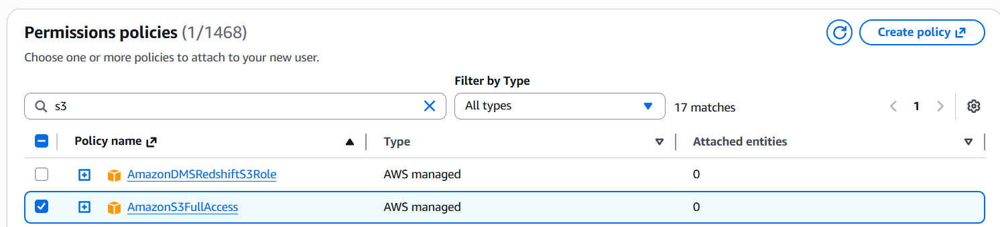 Permissions policies (1/1468)
Create policy
Choose one or more policies to attach to your new user.
Filter by Type
s3
All types
17 matches
1
Policy name
Type
Attached entities
AmazonDMSRedshiftS3Role
AWS managed
0
AmazonS3FullAccess
AWS managed
0